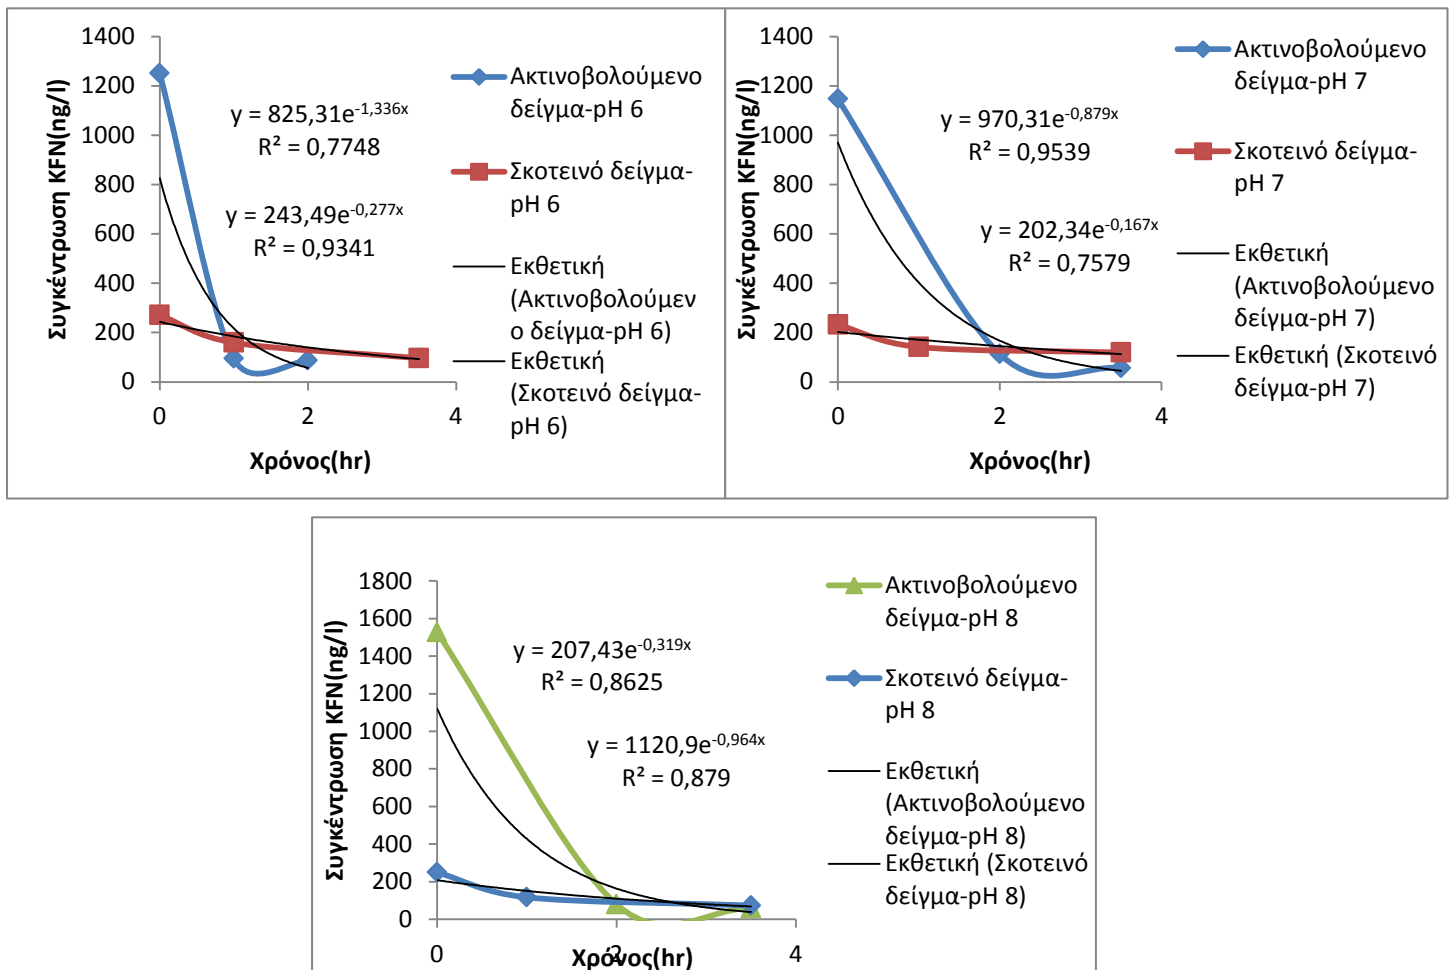 Συγκέντρωση KFN(ng/l)
1400
1200
1000
800
600
400
200
0
0
2
4
Χρόνος(hr)
y = 825,31e^-1,336x
R² = 0,7748
y = 243,49e^-0,277x
R² = 0,9341
Ακτινοβολούμενο
δείγμα-pH 6
Σκοτεινό δείγμα-
pH 6
Εκθετική
(Ακτινοβολούμεν
ο δείγμα-pH 6)
Εκθετική
(Σκοτεινό δείγμα-
pH 6)
Συγκέντρωση KFN(ng/l)
1400
1200
1000
800
600
400
200
0
0
2
4
Χρόνος(hr)
y = 970,31e^-0,879x
R² = 0,9539
y = 202,34e^-0,167x
R² = 0,7579
Ακτινοβολούμενο
δείγμα-pH 7
Σκοτεινό δείγμα-
pH 7
Εκθετική
(Ακτινοβολούμενο
δείγμα-pH 7)
Εκθετική (Σκοτεινό
δείγμα-pH 7)
Συγκέντρωση KFN(ng/l)
1800
1600
1400
1200
1000
800
600
400
200
0
0
2
4
Χρόνος(hr)
y = 207,43e^-0,319x
R² = 0,8625
y = 1120,9e^-0,964x
R² = 0,879
Ακτινοβολούμενο
δείγμα-pH 8
Σκοτεινό δείγμα-
pH 8
Εκθετική
(Ακτινοβολούμενο
δείγμα-pH 8)
Εκθετική (Σκοτεινό
δείγμα-pH 8)